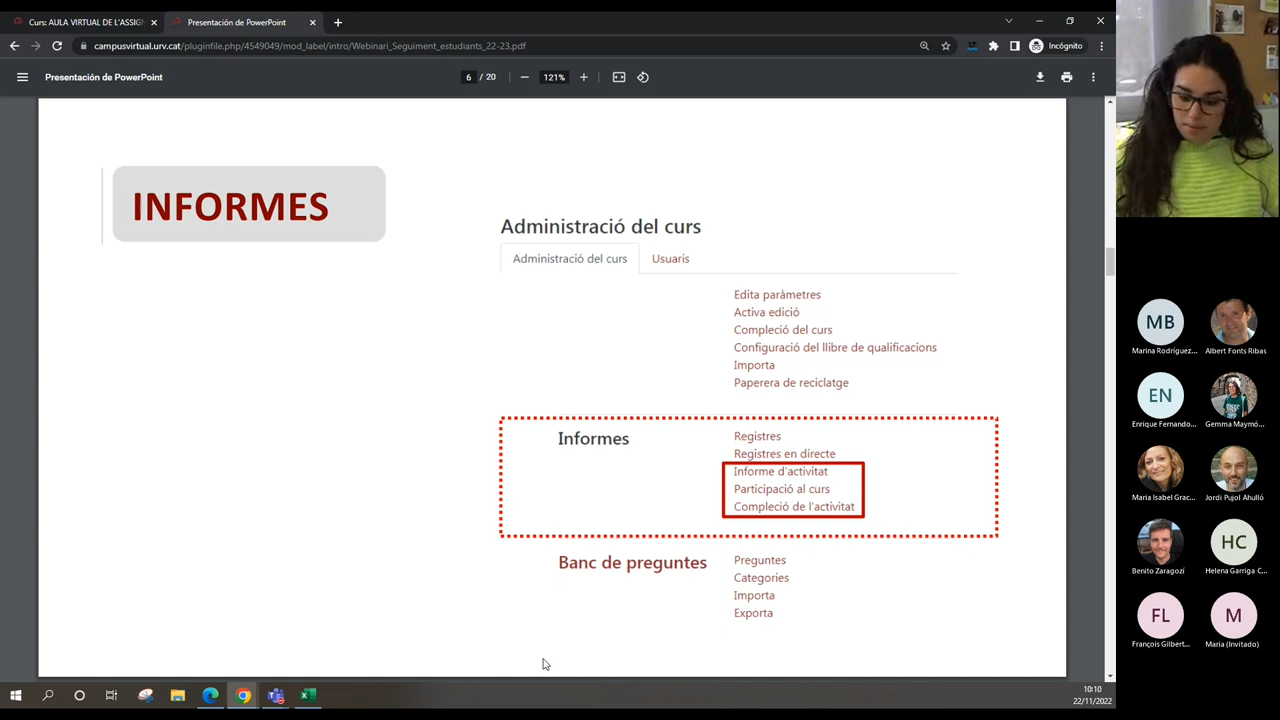 Curs: AULA VIRTUAL DE L'ASSIG
Presentación de PowerPoint
campusvirtual.urv.cat/pluginfile.php/4549049/mod_label/intro/Webinari_Seguiment_estudiants_22-23.pdf
Incógnito
Presentación de PowerPoint
6 / 20
121%
INFORMES
Administració del curs
Administració del curs
Usuaris
Edita paràmetres
Activa edició
Compleció del curs
Configuració del llibre de qualificacions
Importa
Paperera de reciclatge
Informes
Registres
Registres en directe
Informe d'activitat
Participació al curs
Compleció de l'activitat
Banc de preguntes
Preguntes
Categories
Importa
Exporta
MB
Marina Rodríguez...
Albert Fonts Ribas
EN
Enrique Fernando...
Gemma Maymó...
Maria Isabel Grac...
Jordi Pujol Ahulló
Benito Zaragozí
HC
Helena Garriga C...
FL
François Gilbert...
M
Maria (Invitado)
10:10
22/11/2022